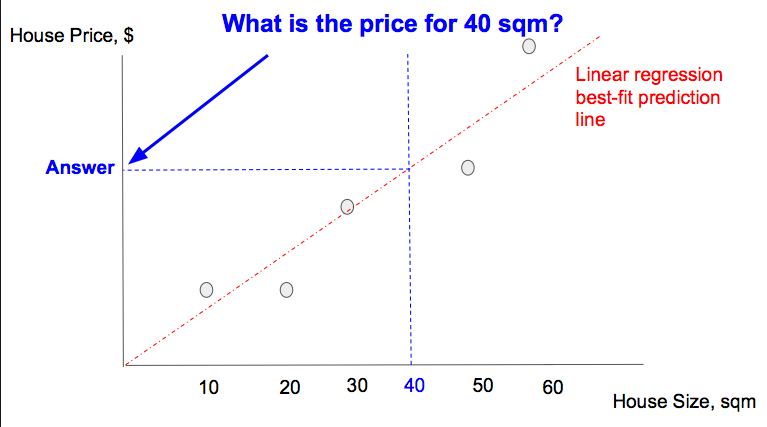 What is the price for 40 sqm?
House Price, $
Linear regression
best-fit prediction
line
Answer
10 20 30 40 50 60
House Size, sqm